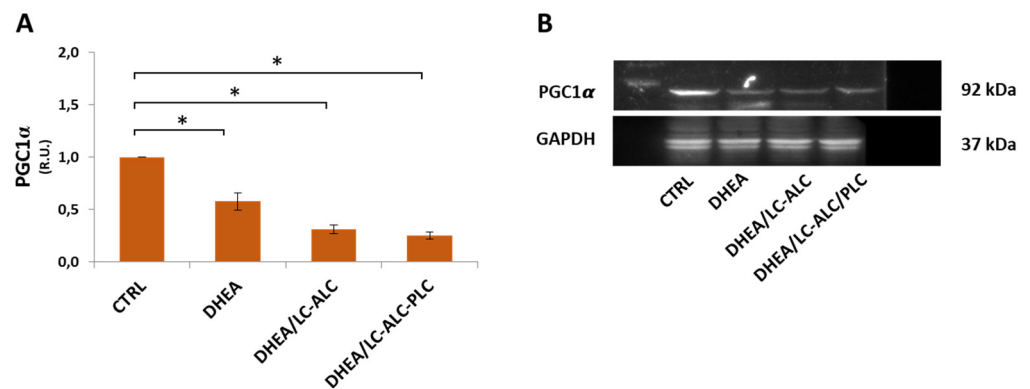 A
PGC1α
(R.U.)
2,0
1,5
1,0
0,5
0,0
*
*
*
CTRL
DHEA
DHEA/LC-ALC
DHEA/LC-ALC-PLC
B
PGC1α
92 kDa
GAPDH
37 kDa
CTRL
DHEA
DHEA/LC-ALC
DHEA/LC-ALC/PLC